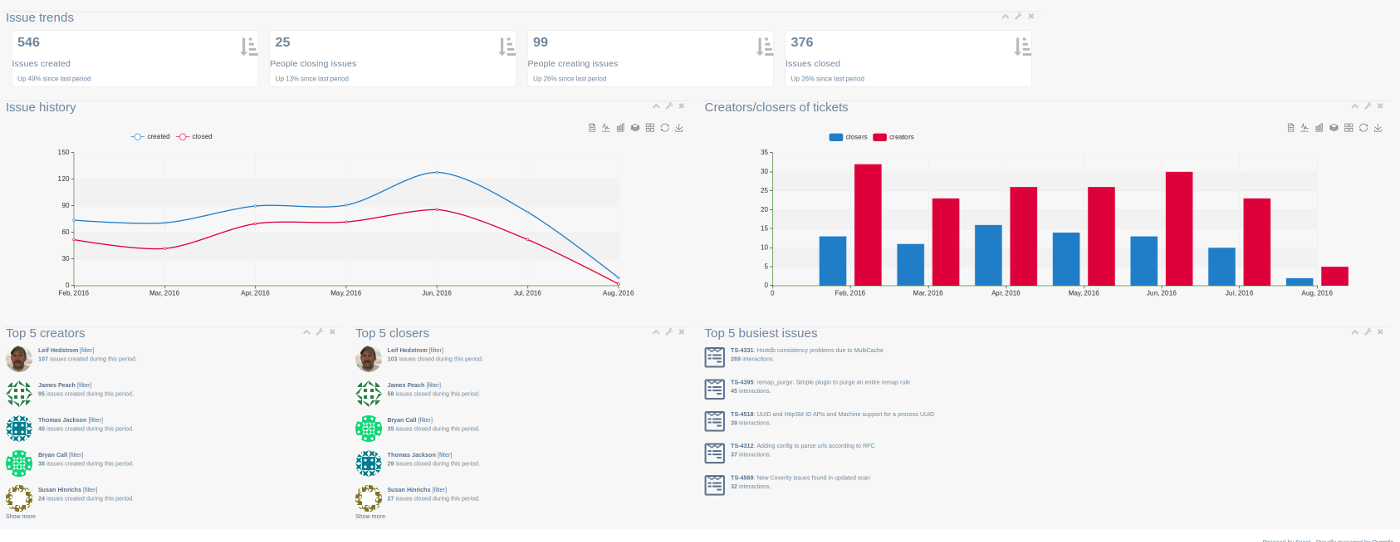 Issue trends
546
Issues created
Up 49% since last period
25
People closing issues
Up 13% since last period
99
People creating issues
Up 26% since last period
376
Issues closed
Up 26% since last period
Issue history
created closed
150
120
90
60
30
0
Feb, 2016 Mar, 2016 Apr, 2016 May, 2016 Jun, 2016 Jul, 2016 Aug, 2016
Creators/closers of tickets
closers creators
35
30
25
20
15
10
5
0
0 Feb, 2016 Mar, 2016 Apr, 2016 May, 2016 Jun, 2016 Jul, 2016 Aug, 2016
Top 5 creators
Leif Hedstrom [filter]
107 issues created during this period.
James Peach [filter]
95 issues created during this period.
Thomas Jackson [filter]
40 issues created during this period.
Bryan Call [filter]
38 issues created during this period.
Susan Hinrichs [filter]
24 issues created during this period.
Show more
Top 5 closers
Leif Hedstrom [filter]
103 issues closed during this period.
James Peach [filter]
58 issues closed during this period.
Bryan Call [filter]
35 issues closed during this period.
Thomas Jackson [filter]
29 issues closed during this period.
Susan Hinrichs [filter]
27 issues closed during this period.
Show more
Top 5 busiest issues
TS-4331: Hostdb consistency problems due to MultiCache
269 interactions.
TS-4395: remap_purge: Simple plugin to purge an entire remap rule
45 interactions.
TS-4518: UUID and HttpSM ID APIs and Machine support for a process UUID
39 interactions.
TS-4312: Adding config to parse urls according to RFC
37 interactions.
TS-4569: New Coverity issues found in updated scan
32 interactions.